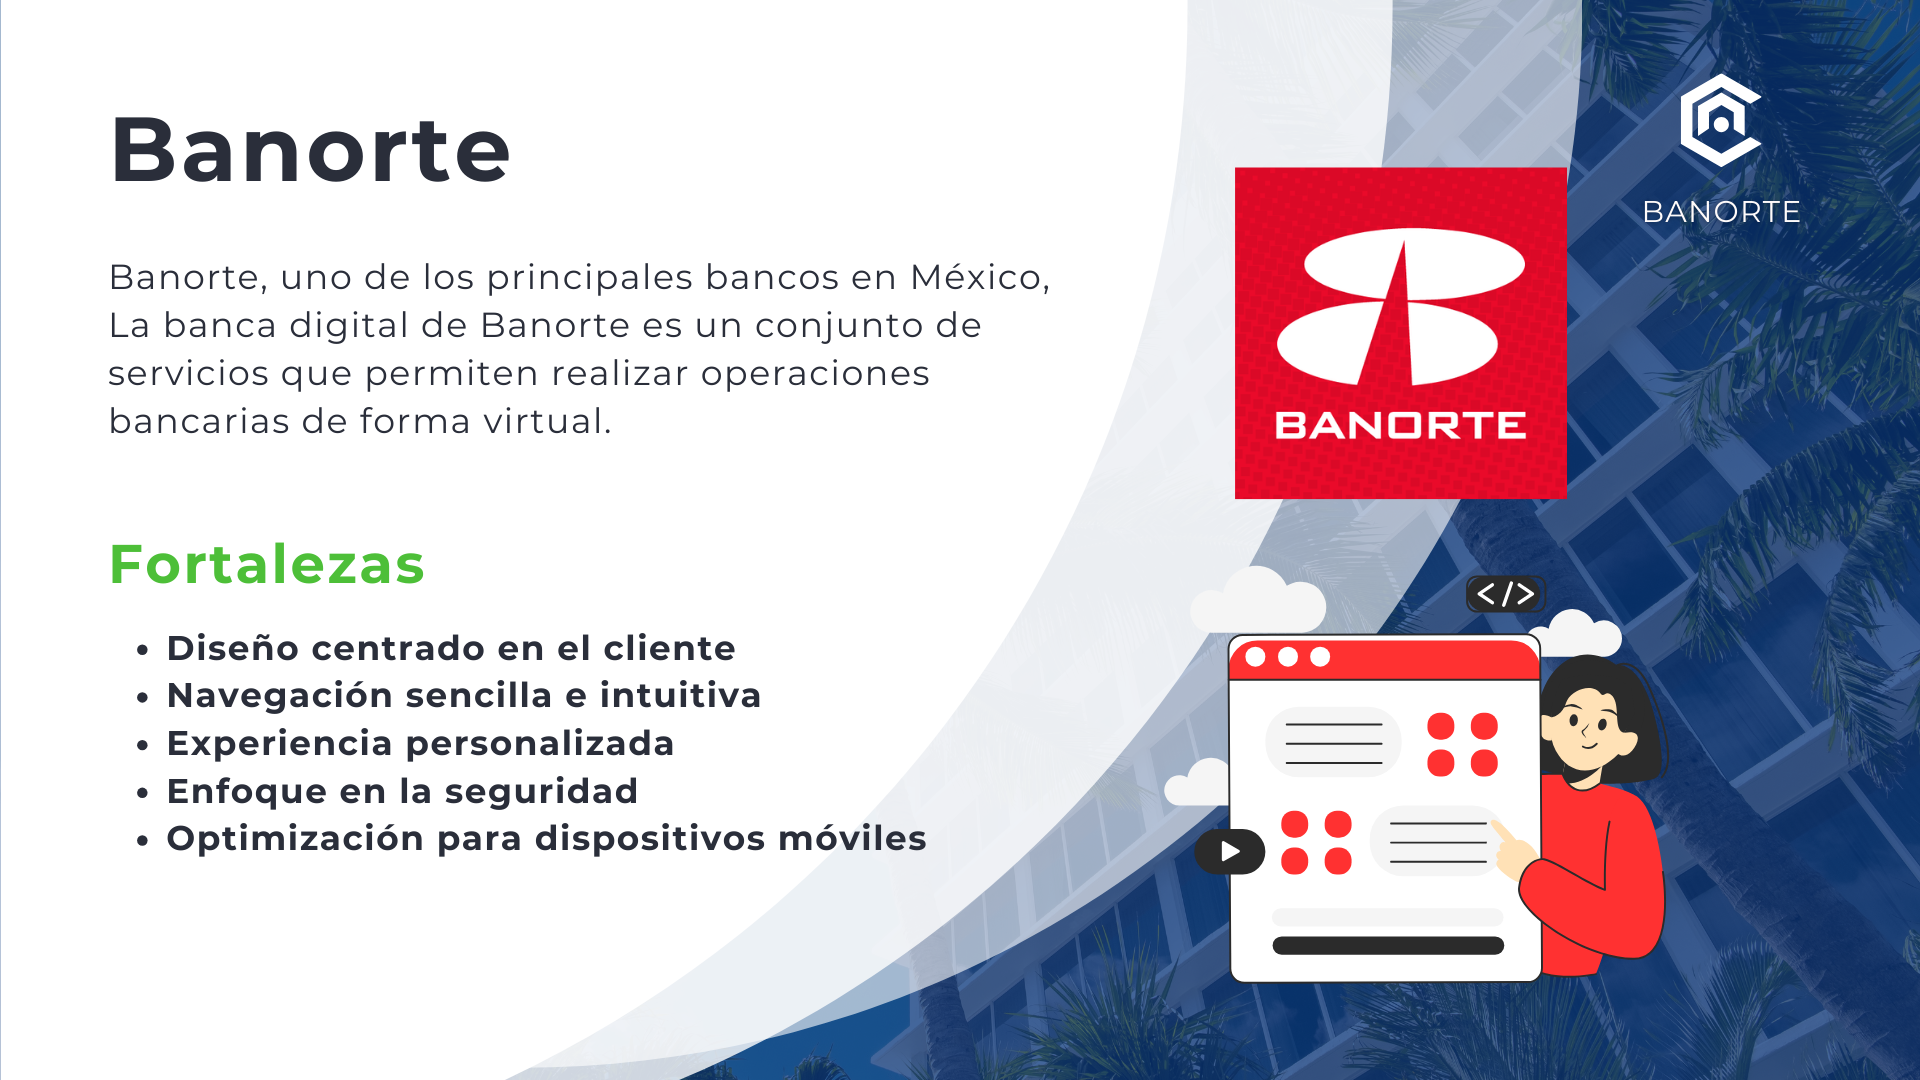 Banorte
Banorte, uno de los principales bancos en México,
La banca digital de Banorte es un conjunto de
servicios que permiten realizar operaciones
bancarias de forma virtual.
Fortalezas
• Diseño centrado en el cliente
• Navegación sencilla e intuitiva
• Experiencia personalizada
• Enfoque en la seguridad
• Optimización para dispositivos móviles
BANORTE
BANORTE
</>